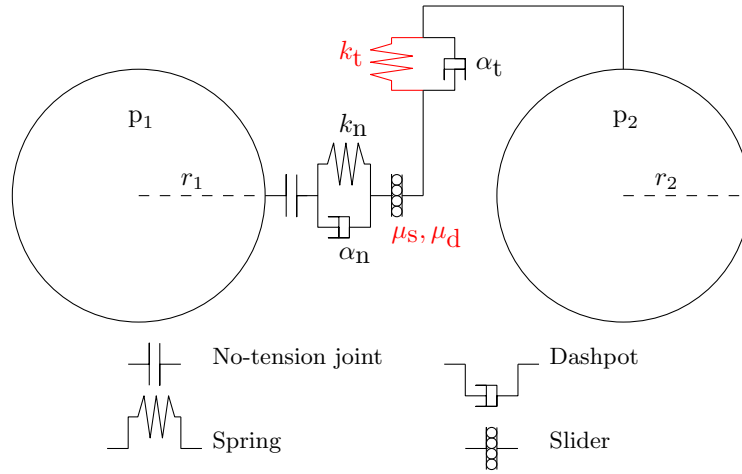 k_t
α_t
p_1
k_n
p_2
r_1
r_2
μ_s, μ_d
α_n
No-tension joint
Dashpot
Spring
Slider